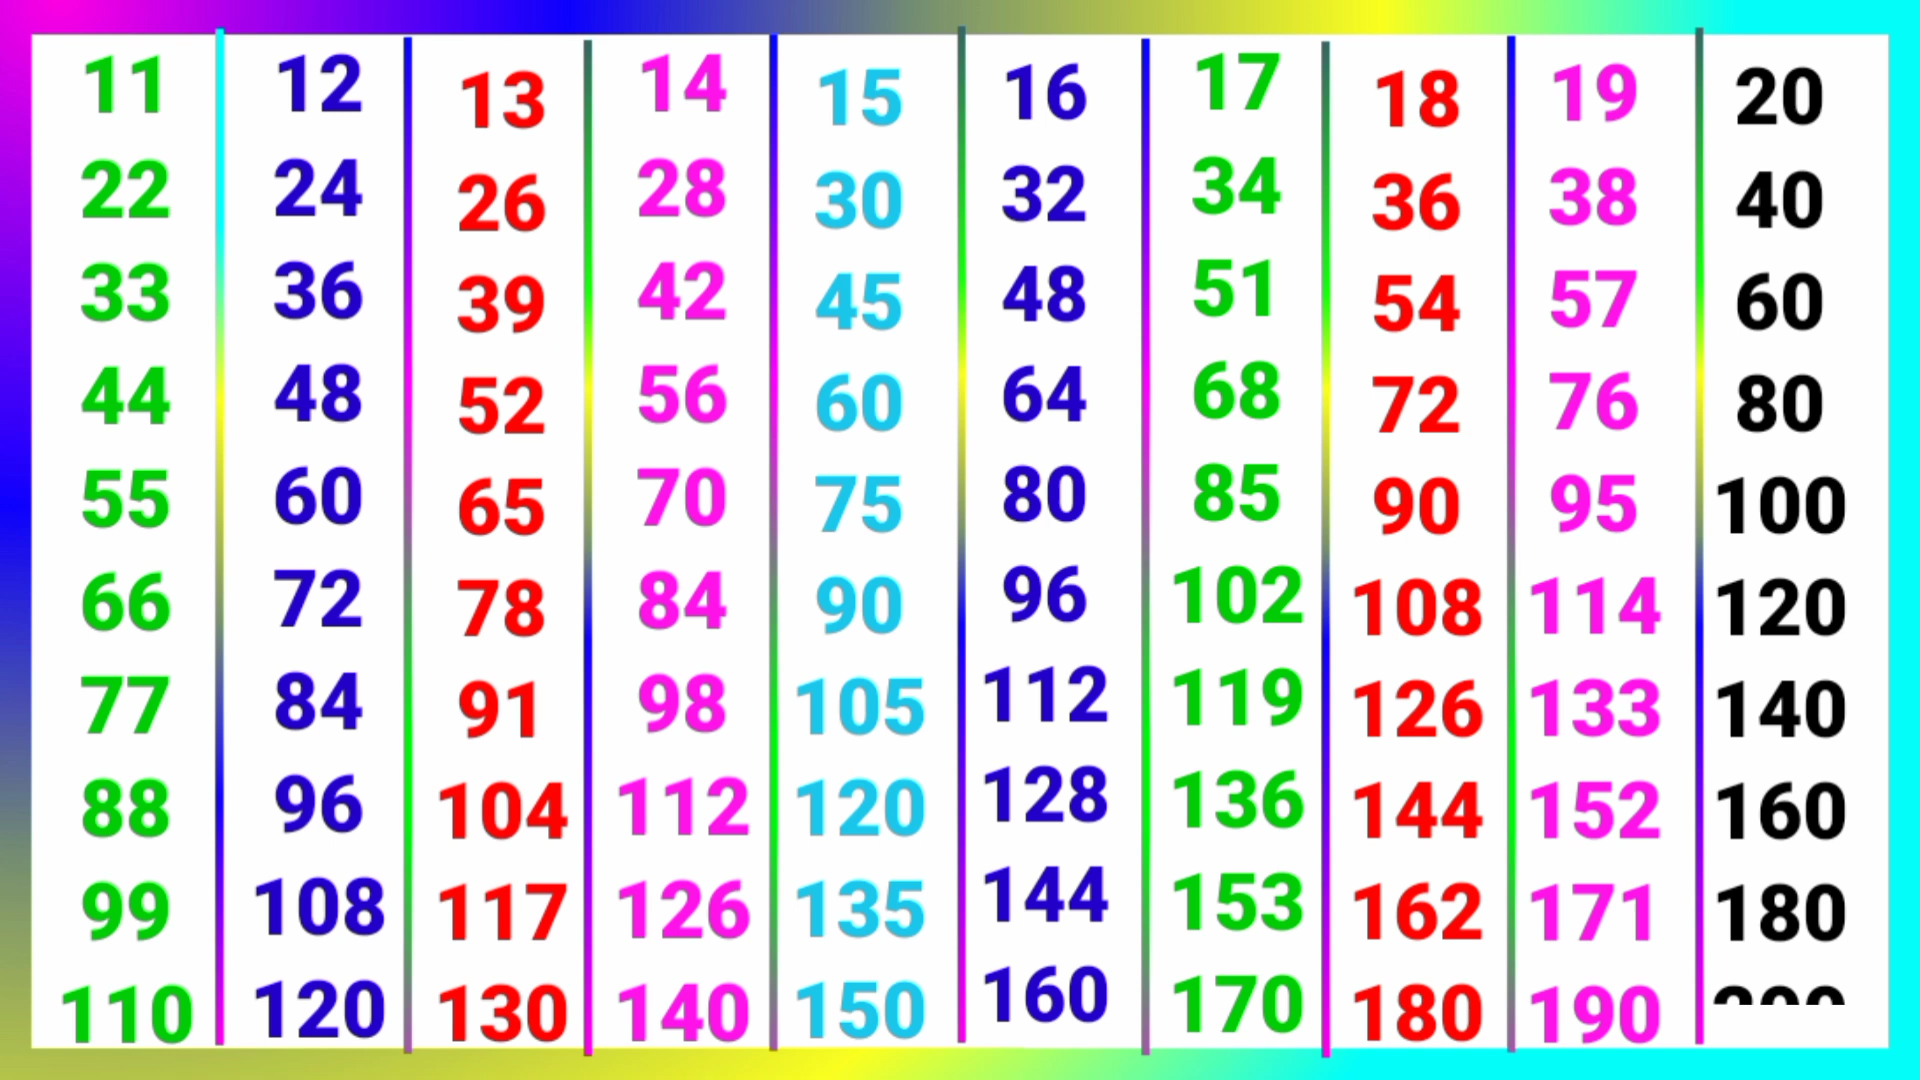 11 12 13 14 15 16 17 18 19 20
22 24 26 28 30 32 34 36 38 40
33 36 39 42 45 48 51 54 57 60
44 48 52 56 60 64 68 72 76 80
55 60 65 70 75 80 85 90 95 100
66 72 78 84 90 96 102 108 114 120
77 84 91 98 105 112 119 126 133 140
88 96 104 112 120 128 136 144 152 160
99 108 117 126 135 144 153 162 171 180
110 120 130 140 150 160 170 180 190